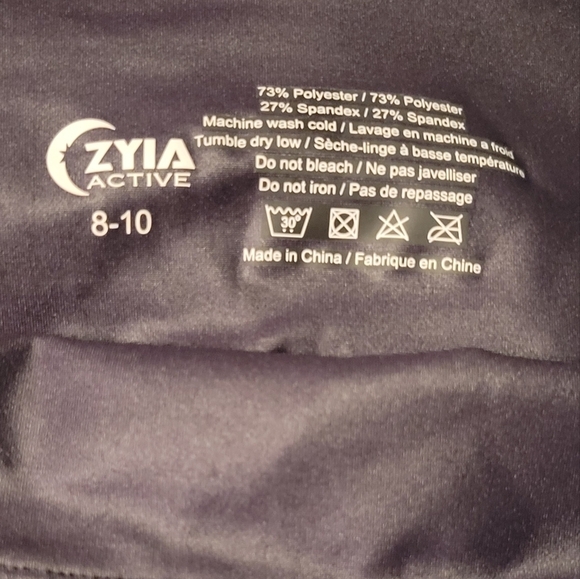 ZYIA
ACTIVE
8-10
73% Polyester / 73% Polyester
27% Spandex / 27% Spandex
Machine wash cold / Lavage en machine a froid
Tumble dry low / Sèche-linge à basse température
Do not bleach / Ne pas javelliser
Do not iron / Pas de repassage
30°
Made in China / Fabrique en Chine